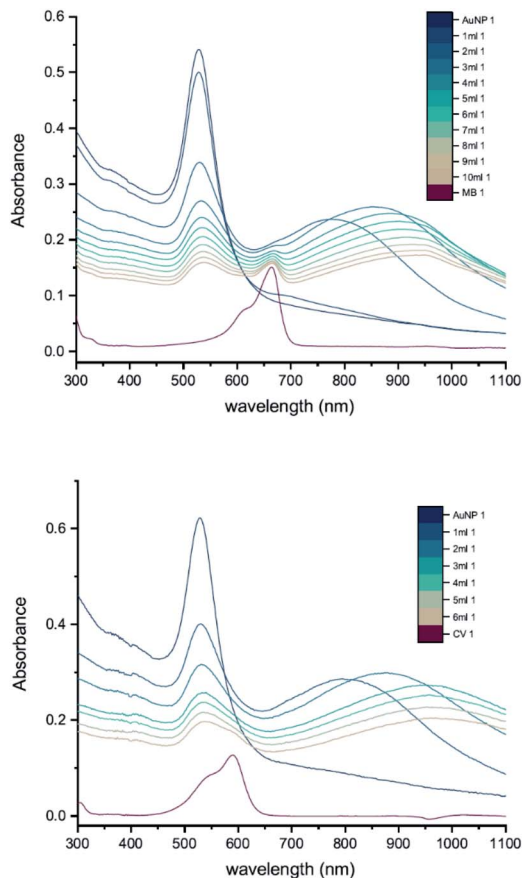 0.6
0.5
0.4
0.3
0.2
0.1
0.0
Absorbance
300 400 500 600 700 800 900 1000 1100
wavelength (nm)
AuNP 1
1ml 1
2ml 1
3ml 1
4ml 1
5ml 1
6ml 1
7ml 1
8ml 1
9ml 1
10ml 1
MB 1
0.6
0.4
0.2
0.0
Absorbance
300 400 500 600 700 800 900 1000 1100
wavelength (nm)
AuNP 1
1ml 1
2ml 1
3ml 1
4ml 1
5ml 1
6ml 1
CV 1